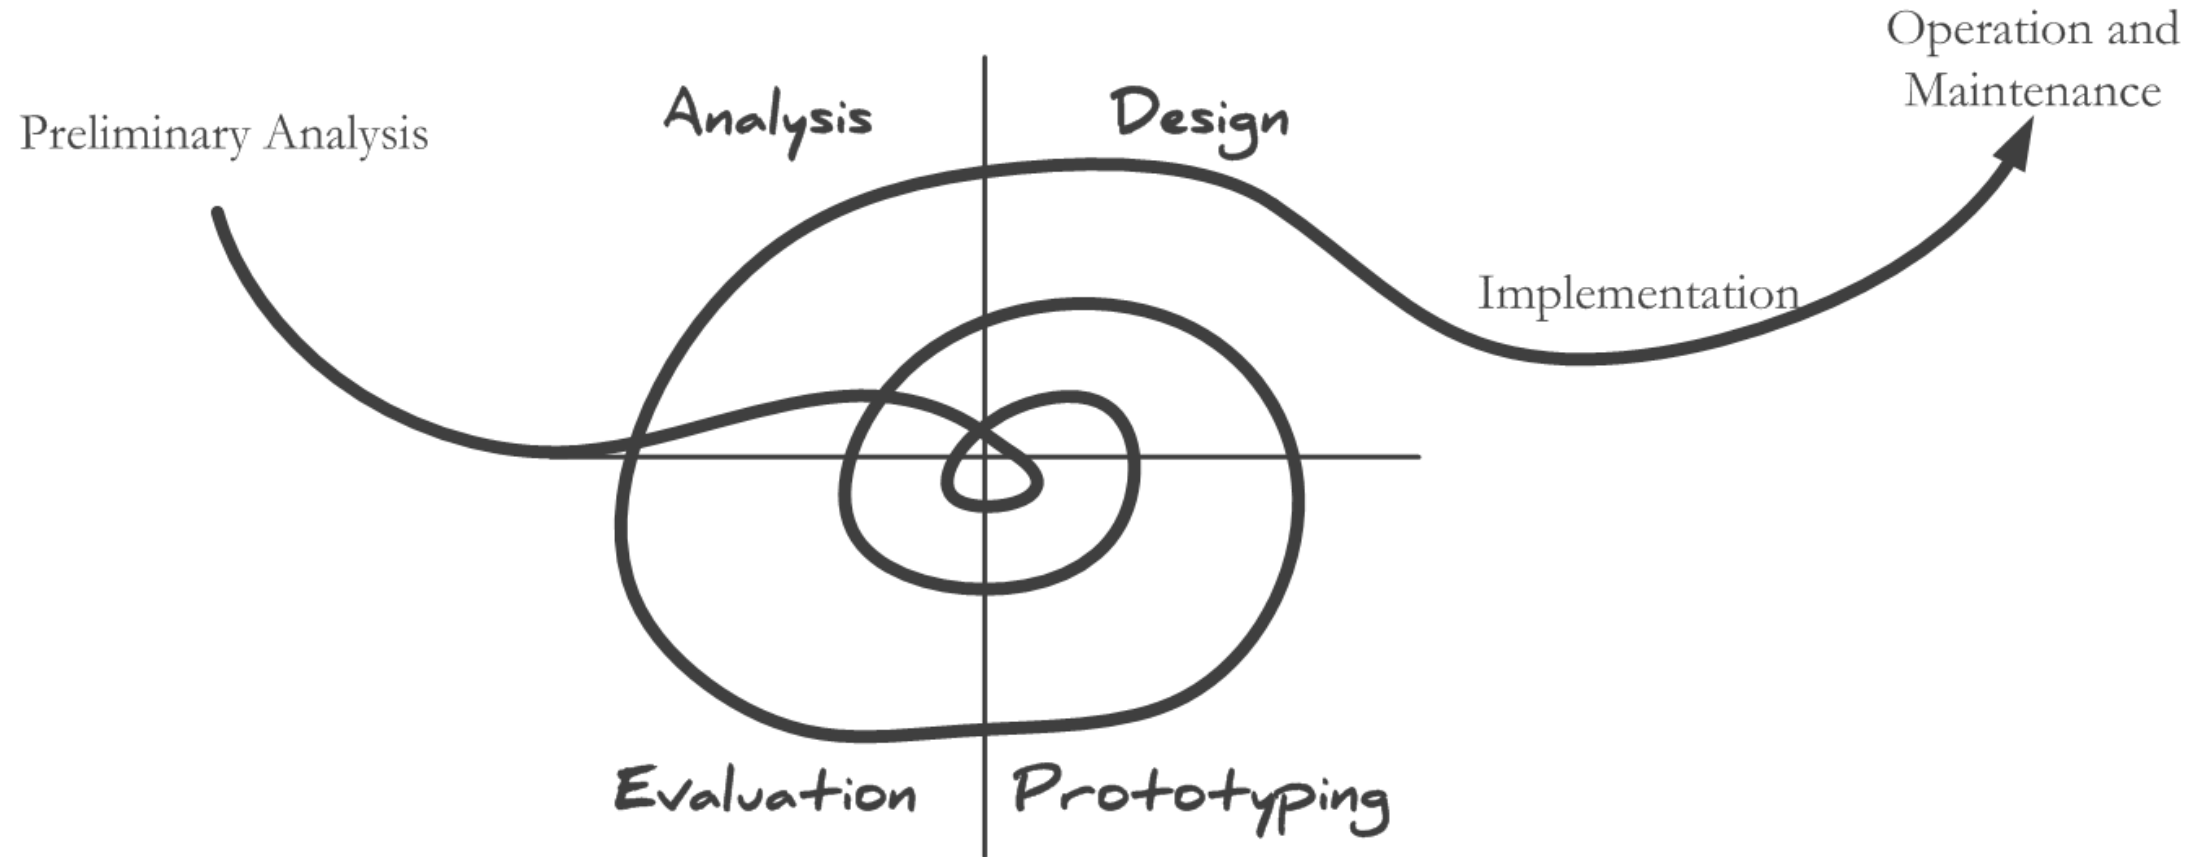 Operation and
Maintenance
Preliminary Analysis
Analysis
Design
Implementation
Evaluation
Prototyping